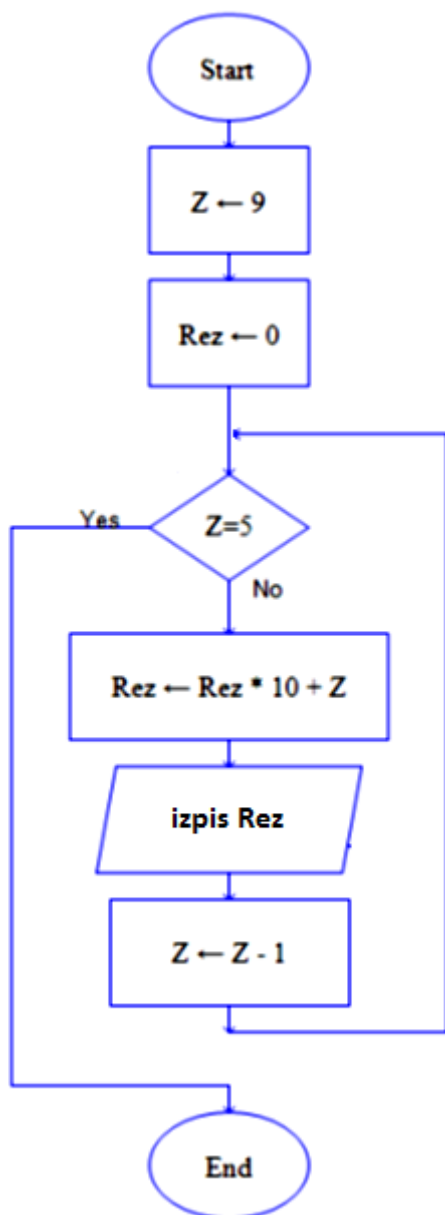 Start
Z ← 9
Rez ← 0
Z=5
Yes
No
Rez ← Rez * 10 + Z
izpis Rez
Z ← Z - 1
End